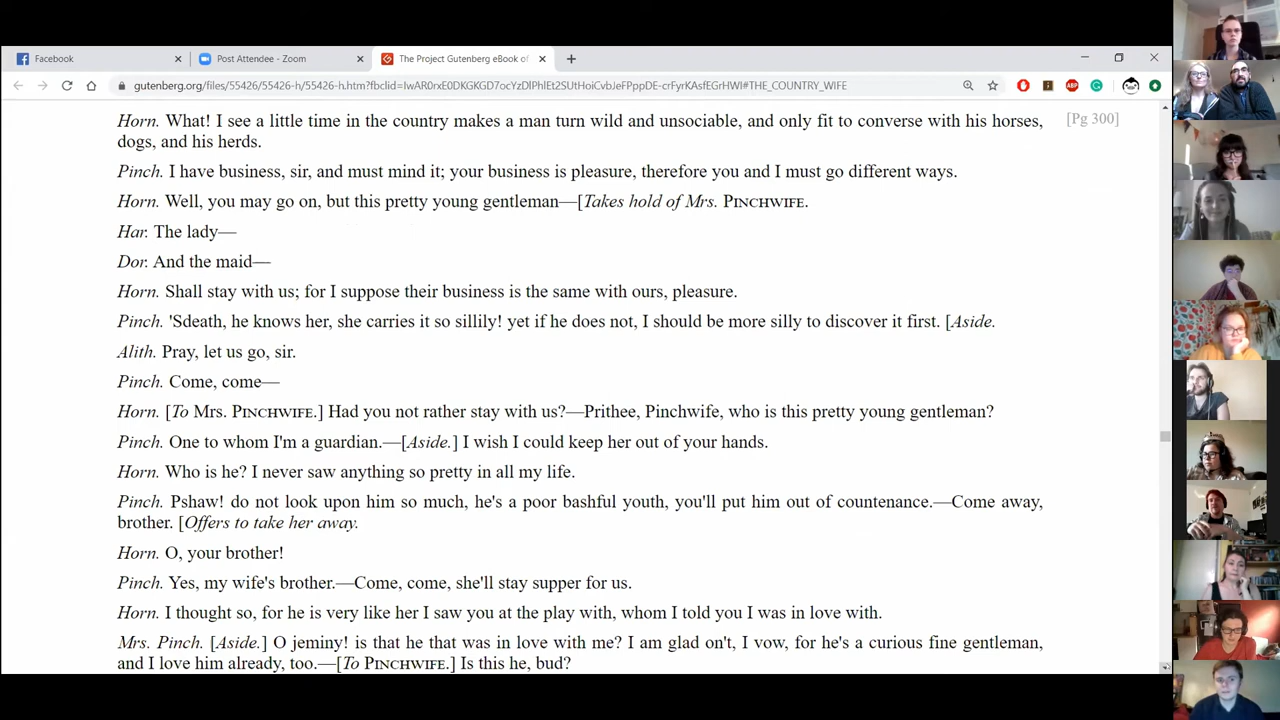 Facebook
Post Attendee - Zoom
The Project Gutenberg eBook of
gutenberg.org/files/55426-h/55426-h.htm?fbclid=IwAR0rxEOEKGKGD7ocYzDlPhlEt2SUtHoiCvbJeFPppDE-crFyrKAsfEGrHWI#THE_COUNTRY_WIFE
Horn. What! I see a little time in the country makes a man turn wild and unsociable, and only fit to converse with his horses,
[Pg 300]
dogs, and his herds.
Pinch. I have business, sir, and must mind it; your business is pleasure, therefore you and I must go different ways.
Horn. Well, you may go on, but this pretty young gentleman—[Takes hold of Mrs. PINCHWIFE.
Har. The lady—
Dor. And the maid—
Horn. Shall stay with us; for I suppose their business is the same with ours, pleasure.
Pinch. 'Sdeath, he knows her, she carries it so sillily! yet if he does not, I should be more silly to discover it first. [Aside.
Alith. Pray, let us go, sir.
Pinch. Come, come—
Horn. [To Mrs. PINCHWIFE.] Had you not rather stay with us?—Prithee, Pinchwife, who is this pretty young gentleman?
Pinch. One to whom I'm a guardian.—[Aside.] I wish I could keep her out of your hands.
Horn. Who is he? I never saw anything so pretty in all my life.
Pinch. Pshaw! do not look upon him so much, he's a poor bashful youth, you'll put him out of countenance.—Come away,
brother. [Offers to take her away.
Horn. O, your brother!
Pinch. Yes, my wife's brother.—Come, come, she'll stay supper for us.
Horn. I thought so, for he is very like her I saw you at the play with, whom I told you I was in love with.
Mrs. Pinch. [Aside.] O jeminy! is that he that was in love with me? I am glad on't, I vow, for he's a curious fine gentleman,
and I love him already, too.—[To PINCHWIFE.] Is this he, bud?